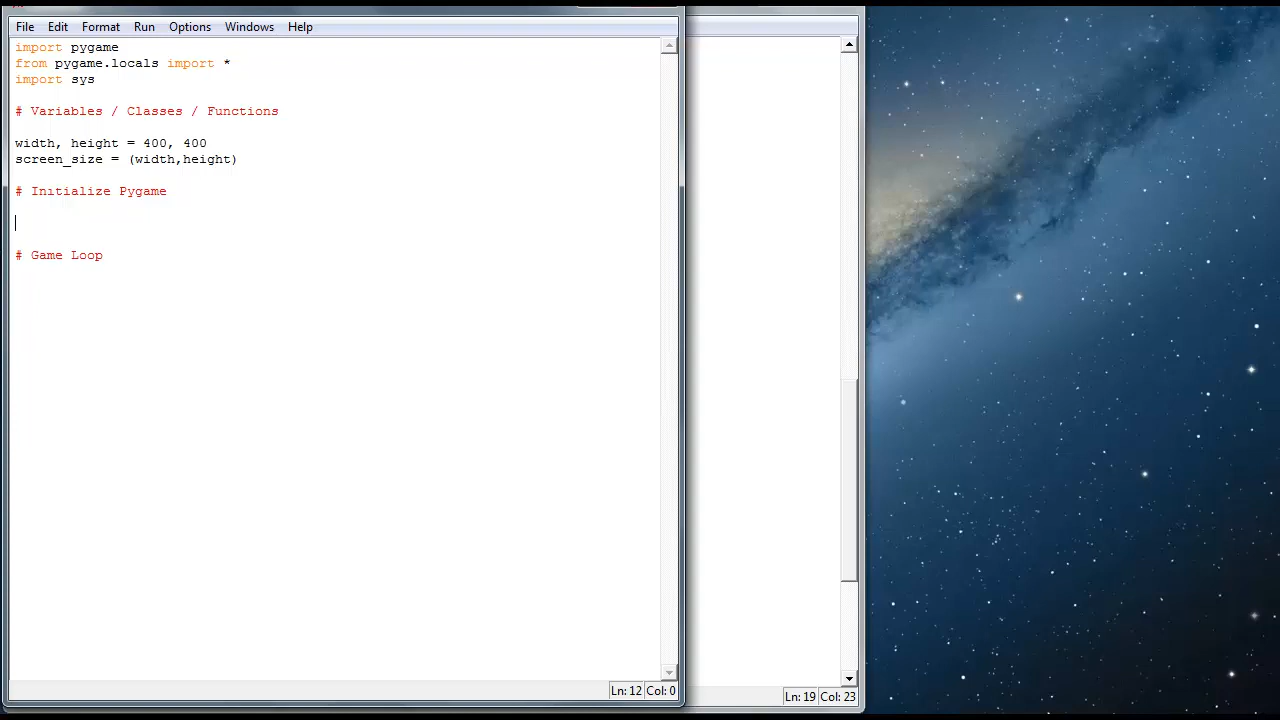 File Edit Format Run Options Windows Help
import pygame
from pygame.locals import *
import sys
# Variables / Classes / Functions
width, height = 400, 400
screen_size = (width,height)
# Initialize Pygame
# Game Loop
Ln: 12 Col: 0
Ln: 19 Col: 23